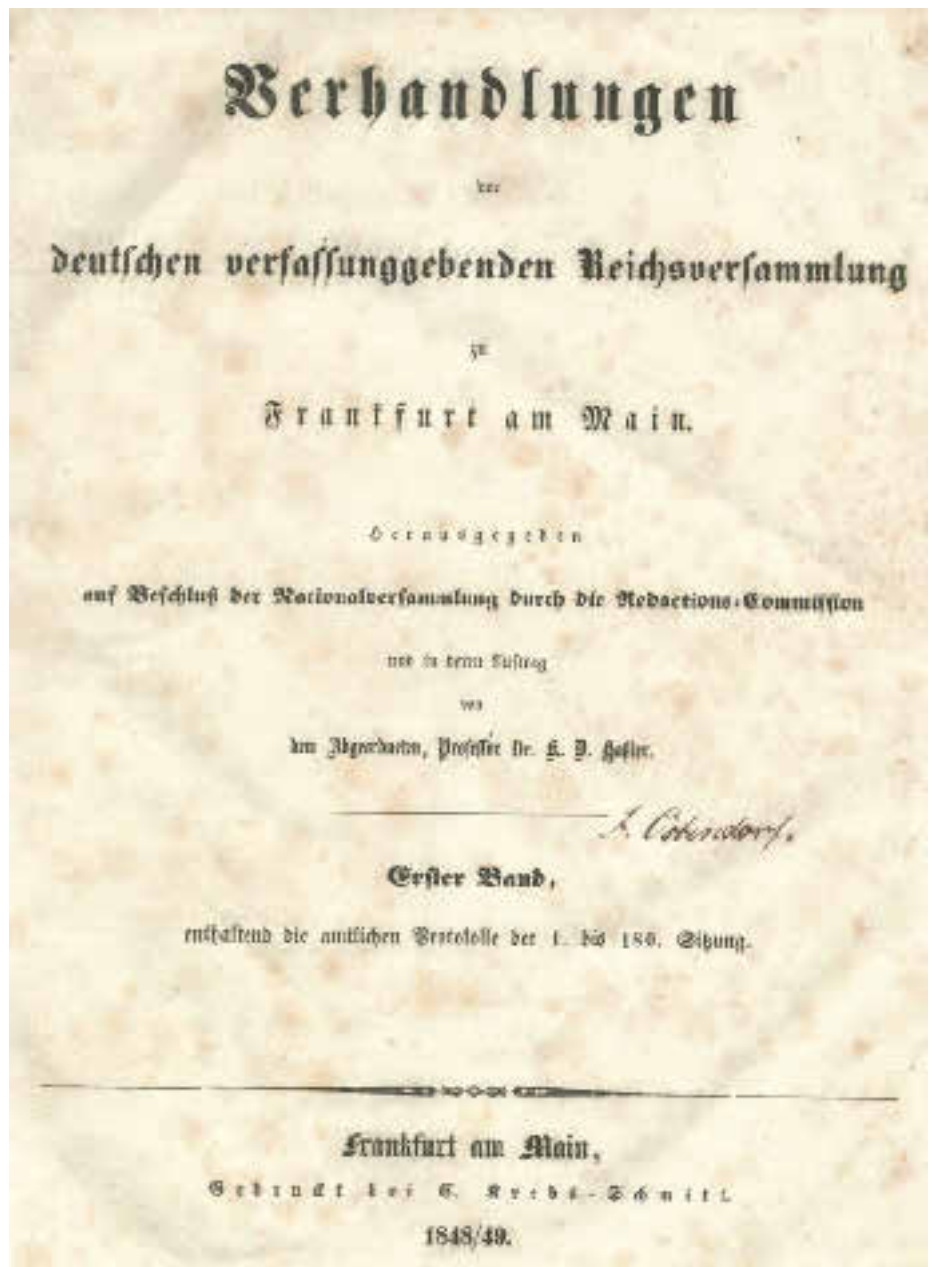 Verhandlungen
der
deutschen verfassunggebenden Reichsversammlung
zu
Frankfurt am Main.
Herausgegeben
auf Beschluß der Nationalversammlung durch die Redactions-Commission
und in deren Auftrag
von
dem Abgeordneten, Professor Dr. K. D. Haßler.
Erster Band,
enthaltend die amtlichen Protokolle der 1. bis 180. Sitzung.
Frankfurt am Main,
Gedruckt bei C. Krebs-Schmitt.
1848/49.